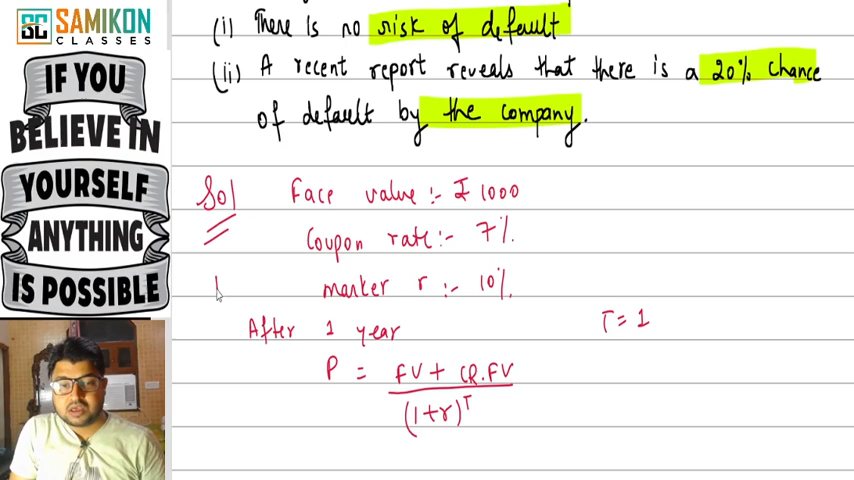 SC SAMIKON
CLASSES
IF YOU
BELIEVE IN
YOURSELF
ANYTHING
IS POSSIBLE
(i) There is no risk of default
(ii) A recent report reveals that there is a 20% chance
of default by the company.
Sol Face value :- ₹ 1000
Coupon rate :- 7%.
marker r :- 10%.
After 1 year T = 1
P = FV + CR.FV
(1+r)^T